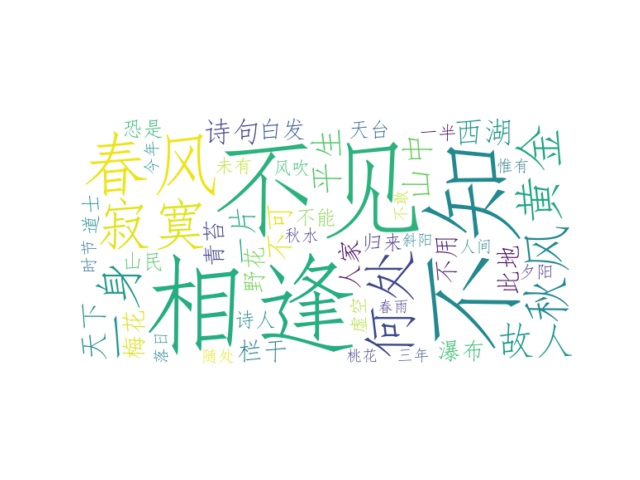 恐是
今年
诗句
白发
天台
一半
西湖
黄金
春风
未有
风吹
平生
山中
惟有
不见
不知
不敢
寂寞
一片
不可
不能
秋水
归来
斜阳
不用
人间
此地
夕阳
秋风
时节
道士
山民
青苔
野花
人家
何处
一身
相逢
天下
梅花
落日
随处
诗人
栏干
虚空
春雨
桃花
三年
瀑布
故人